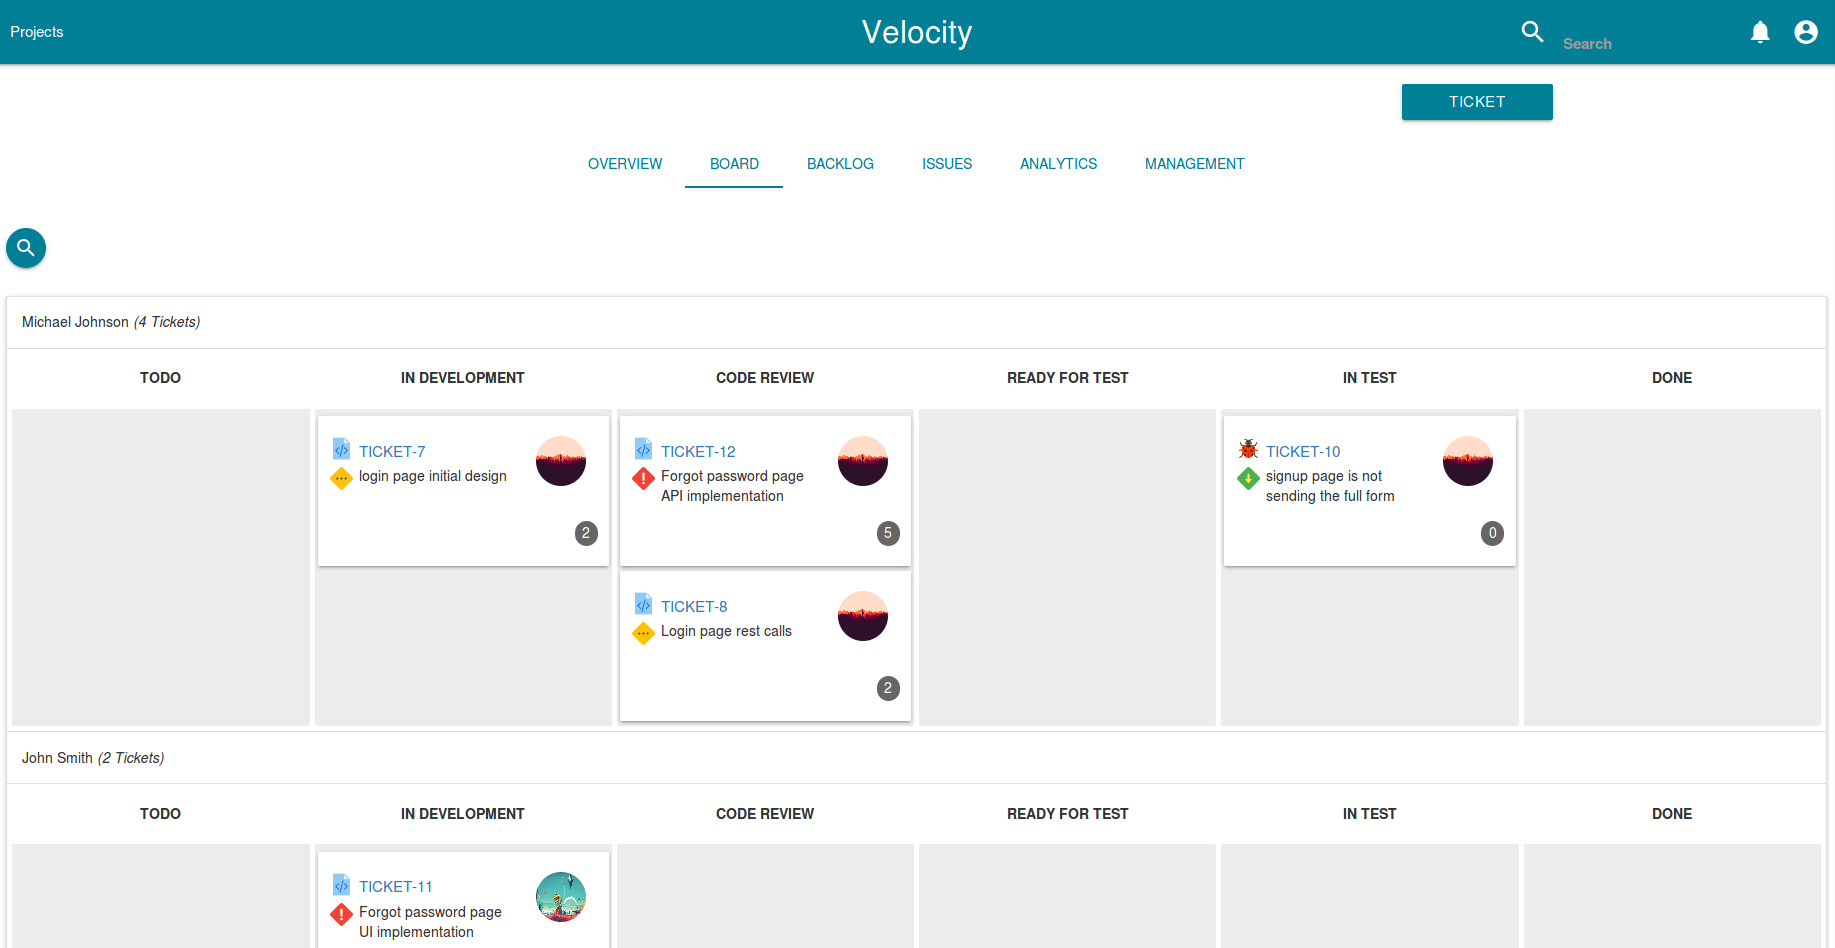 Projects
Velocity
Search
TICKET
OVERVIEW BOARD BACKLOG ISSUES ANALYTICS MANAGEMENT
Michael Johnson (4 Tickets)
TODO IN DEVELOPMENT CODE REVIEW READY FOR TEST IN TEST DONE
TICKET-7
login page initial design
2
TICKET-12
Forgot password page
API implementation
5
TICKET-8
Login page rest calls
2
TICKET-10
signup page is not
sending the full form
0
John Smith (2 Tickets)
TODO IN DEVELOPMENT CODE REVIEW READY FOR TEST IN TEST DONE
TICKET-11
Forgot password page
UI implementation